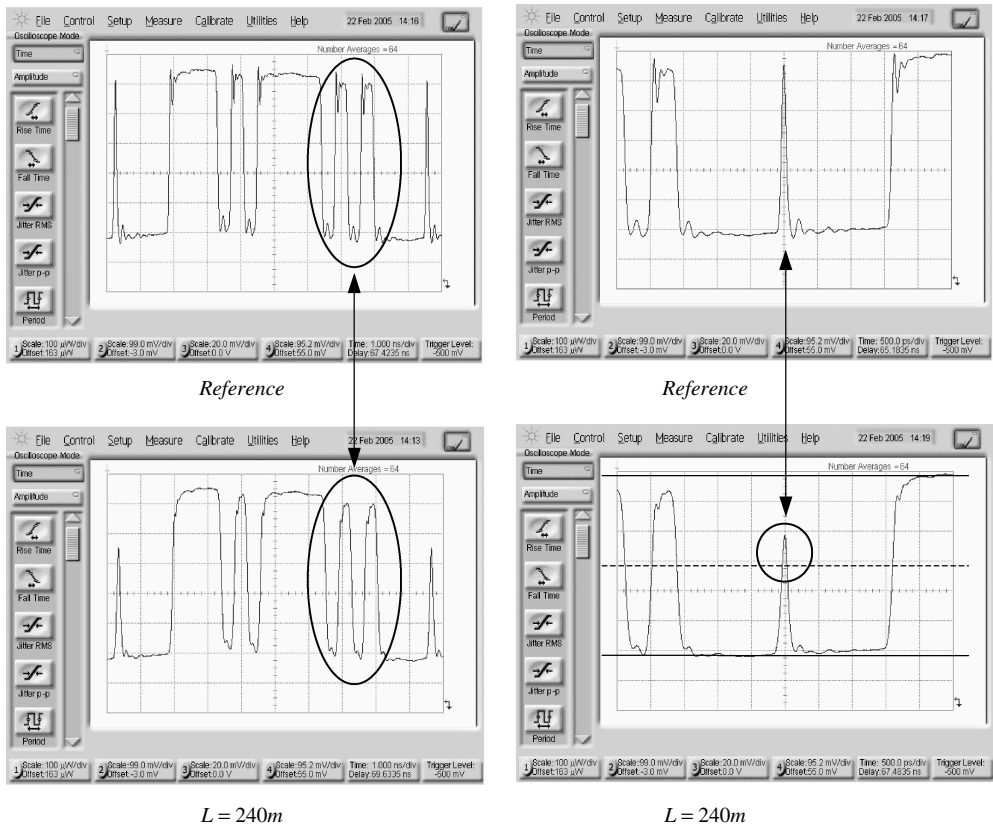 File Control Setup Measure Calibrate Utilities Help 22 Feb 2005 14:16
Oscilloscope Mode
Time
Amplitude
Number Averages = 64
Rise Time
Fall Time
Jitter RMS
Jitter p-p
Period
1 Scale:100 µW/div Offset:163 µW
2 Scale:99.0 mV/div Offset:-3.0 mV
3 Scale:20.0 mV/div Offset:0.0 V
4 Scale:95.2 mV/div Offset:55.0 mV
Time: 1.000 ns/div Delay:67.4235 ns
Trigger Level: -500 mV
Reference
File Control Setup Measure Calibrate Utilities Help 22 Feb 2005 14:17
Oscilloscope Mode
Time
Amplitude
Number Averages = 64
Rise Time
Fall Time
Jitter RMS
Jitter p-p
Period
1 Scale:100 µW/div Offset:163 µW
2 Scale:99.0 mV/div Offset:-3.0 mV
3 Scale:20.0 mV/div Offset:0.0 V
4 Scale:95.2 mV/div Offset:55.0 mV
Time: 500.0 ps/div Delay:65.1835 ns
Trigger Level: -500 mV
Reference
File Control Setup Measure Calibrate Utilities Help 22 Feb 2005 14:13
Oscilloscope Mode
Time
Amplitude
Number Averages = 64
Rise Time
Fall Time
Jitter RMS
Jitter p-p
Period
1 Scale:100 µW/div Offset:163 µW
2 Scale:99.0 mV/div Offset:-3.0 mV
3 Scale:20.0 mV/div Offset:0.0 V
4 Scale:95.2 mV/div Offset:55.0 mV
Time: 1.000 ns/div Delay:69.6335 ns
Trigger Level: -500 mV
L = 240m
File Control Setup Measure Calibrate Utilities Help 22 Feb 2005 14:19
Oscilloscope Mode
Time
Amplitude
Number Averages = 64
Rise Time
Fall Time
Jitter RMS
Jitter p-p
Period
1 Scale:100 µW/div Offset:163 µW
2 Scale:99.0 mV/div Offset:-3.0 mV
3 Scale:20.0 mV/div Offset:0.0 V
4 Scale:95.2 mV/div Offset:55.0 mV
Time: 500.0 ps/div Delay:67.4835 ns
Trigger Level: -500 mV
L = 240m